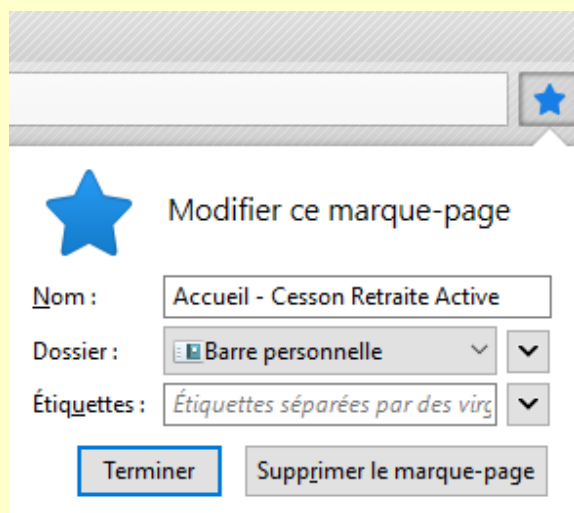 Modifier ce marque-page
Nom : Accueil - Cesson Retraite Active
Dossier : Barre personnelle
Étiquettes : Étiquettes séparées par des virg
Terminer Supprimer le marque-page